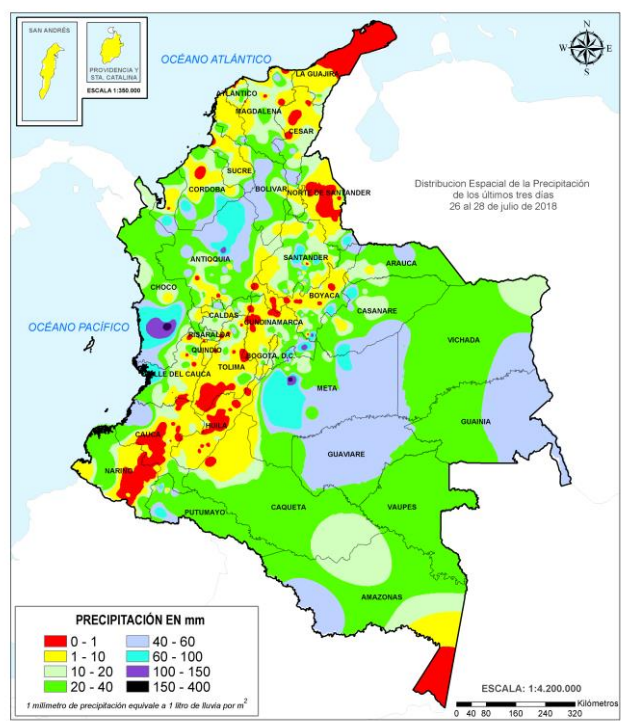 SAN ANDRÉS
PROVIDENCIA Y
STA. CATALINA
ESCALA 1:380.000
OCÉANO ATLÁNTICO
N
W
E
S
LA GUAJIRA
ATLÁNTICO
MAGDALENA
CESAR
SUCRE
CORDOBA
BOLIVAR
NORTE DE SANTANDER
Distribucion Espacial de la Precipitación
de los últimos tres días
26 al 28 de julio de 2018
ANTIOQUIA
SANTANDER
ARAUCA
CHOCO
BOYACA
CASANARE
OCÉANO PACÍFICO
CALDAS
CUNDINAMARCA
VICHADA
RISARALDA
QUINDIO
BOGOTA, D.C.
TOLIMA
VALLE DEL CAUCA
META
GUAINIA
CAUCA
HUILA
GUAVIARE
NARIÑO
PUTUMAYO
CAQUETA
VAUPES
AMAZONAS
PRECIPITACIÓN EN mm
0 - 1
40 - 60
1 - 10
60 - 100
10 - 20
100 - 150
20 - 40
150 - 400
1 milímetro de precipitación equivale a 1 litro de lluvia por m²
ESCALA: 1:4.200.000
Kilómetros
0 40 80 160 240 320